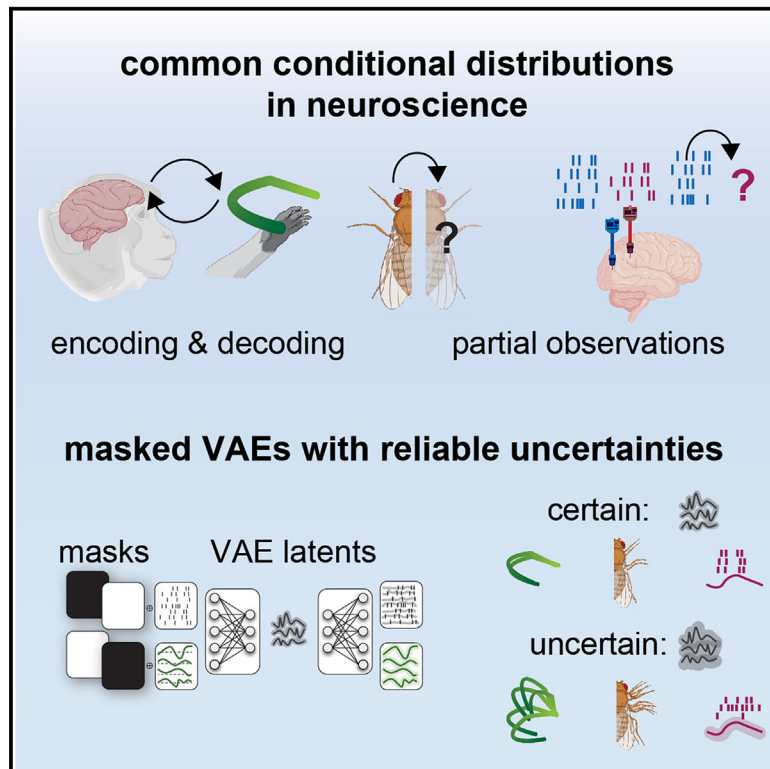 common conditional distributions
in neuroscience
?
?
encoding & decoding
partial observations
masked VAEs with reliable uncertainties
certain:
masks
VAE latents
uncertain: